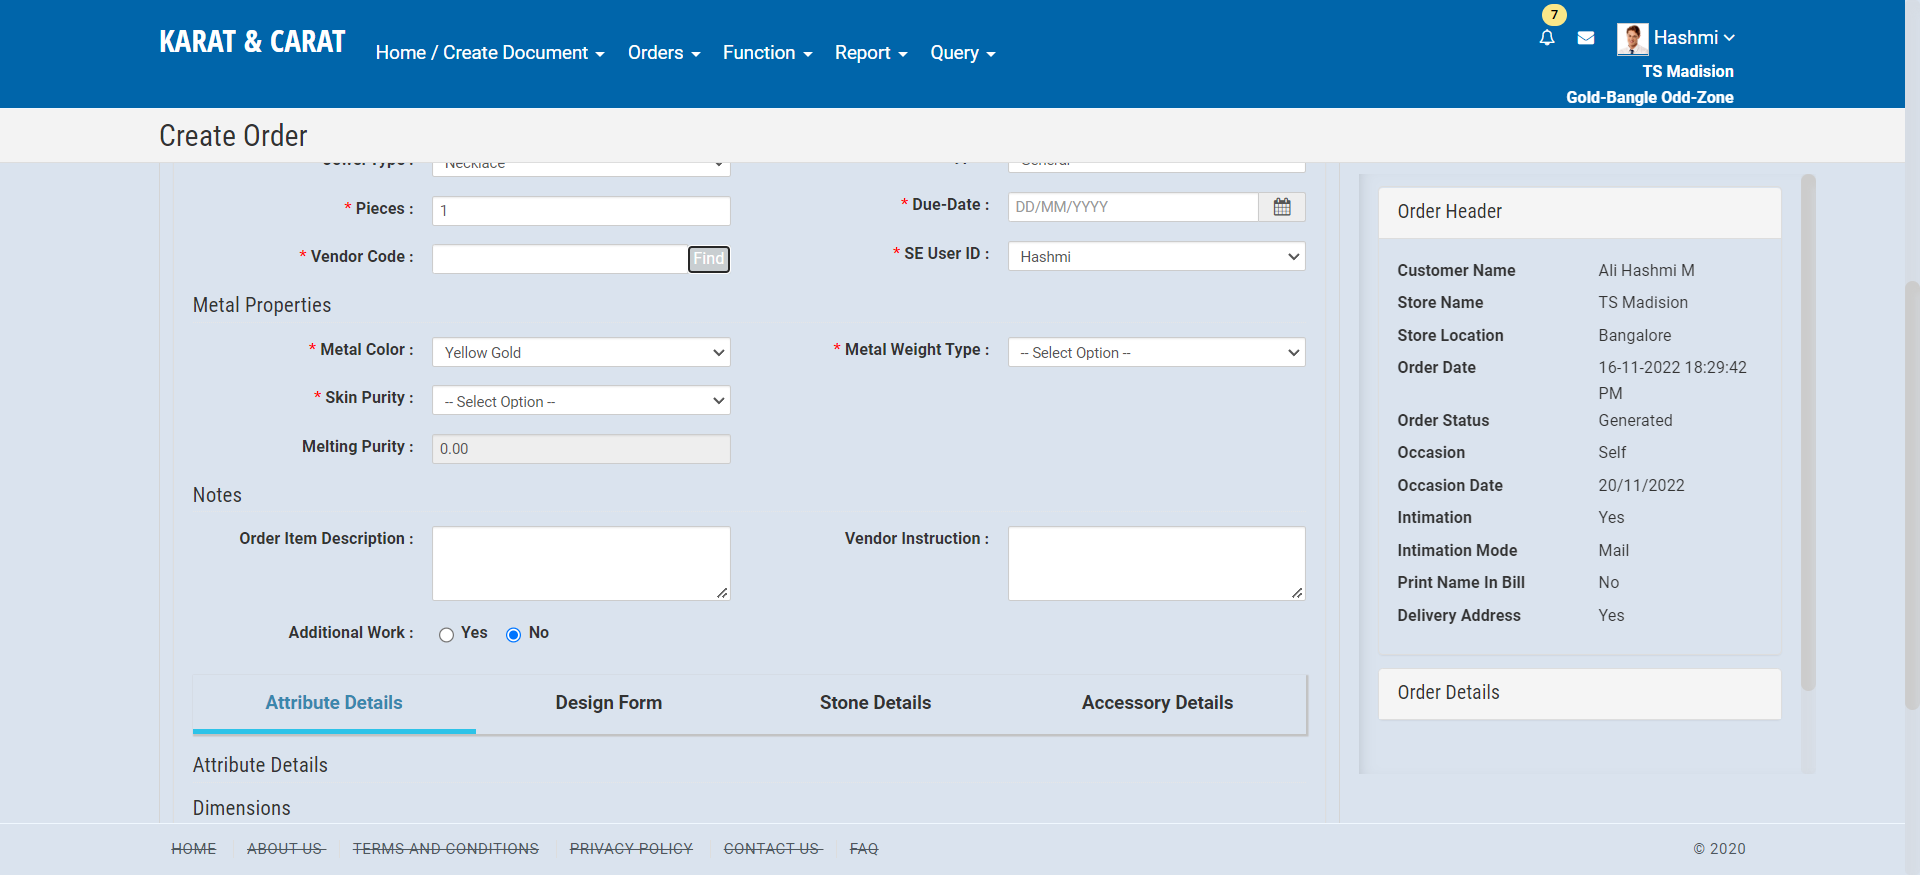 7
KARAT & CARAT
Home / Create Document
Orders
Function
Report
Query
Hashmi
TS Madision
Gold-Bangle Odd-Zone
Create Order
Necklace
General
* Pieces :
1
* Due-Date :
DD/MM/YYYY
* Vendor Code :
Find
* SE User ID :
Hashmi
Metal Properties
* Metal Color :
Yellow Gold
* Metal Weight Type :
-- Select Option --
* Skin Purity :
-- Select Option --
Melting Purity :
0.00
Notes
Order Item Description :
Vendor Instruction :
Additional Work :
Yes
No
Attribute Details
Design Form
Stone Details
Accessory Details
Attribute Details
Dimensions
Order Header
Customer Name
Ali Hashmi M
Store Name
TS Madision
Store Location
Bangalore
Order Date
16-11-2022 18:29:42
PM
Order Status
Generated
Occasion
Self
Occasion Date
20/11/2022
Intimation
Yes
Intimation Mode
Mail
Print Name In Bill
No
Delivery Address
Yes
Order Details
HOME
ABOUT US
TERMS AND CONDITIONS
PRIVACY POLICY
CONTACT US
FAQ
© 2020